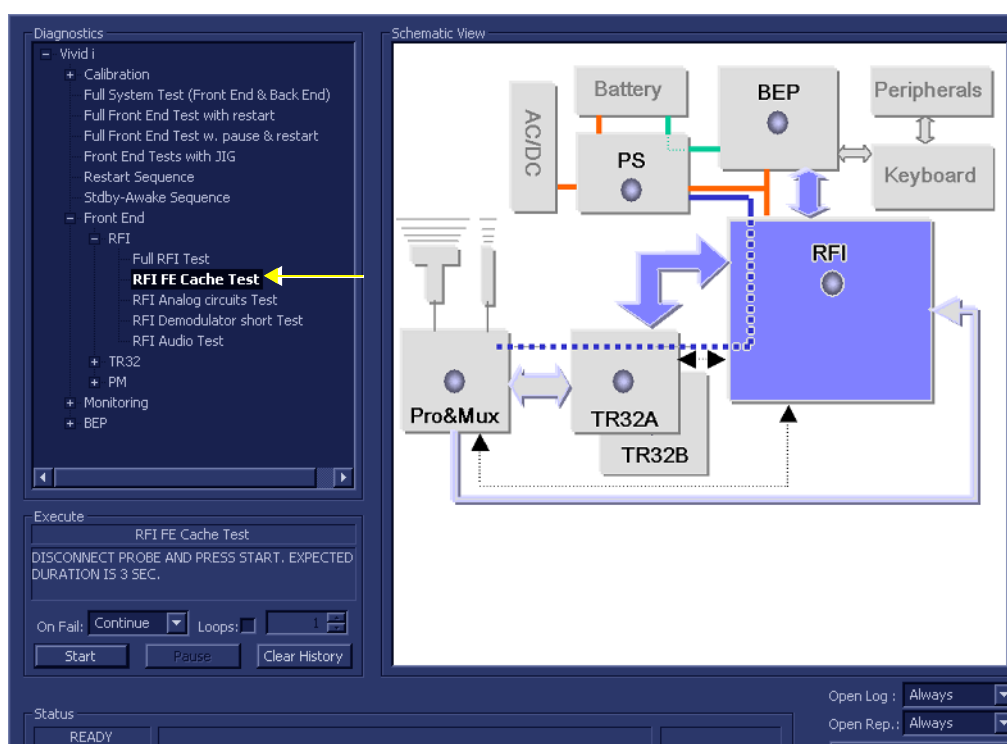 Diagnostics
Vivid i
Calibration
Full System Test (Front End & Back End)
Full Front End Test with restart
Full Front End Test w. pause & restart
Front End Tests with JIG
Restart Sequence
Stdby-Awake Sequence
Front End
RFI
Full RFI Test
RFI FE Cache Test
RFI Analog circuits Test
RFI Demodulator short Test
RFI Audio Test
TR32
PM
Monitoring
BEP
Execute
RFI FE Cache Test
DISCONNECT PROBE AND PRESS START. EXPECTED
DURATION IS 3 SEC.
On Fail: Continue Loops: 1
Start Pause Clear History
Status
READY
Schematic View
Battery
BEP
Peripherals
AC/DC
PS
Keyboard
RFI
Pro&Mux
TR32A
TR32B
Open Log : Always
Open Rep.: Always